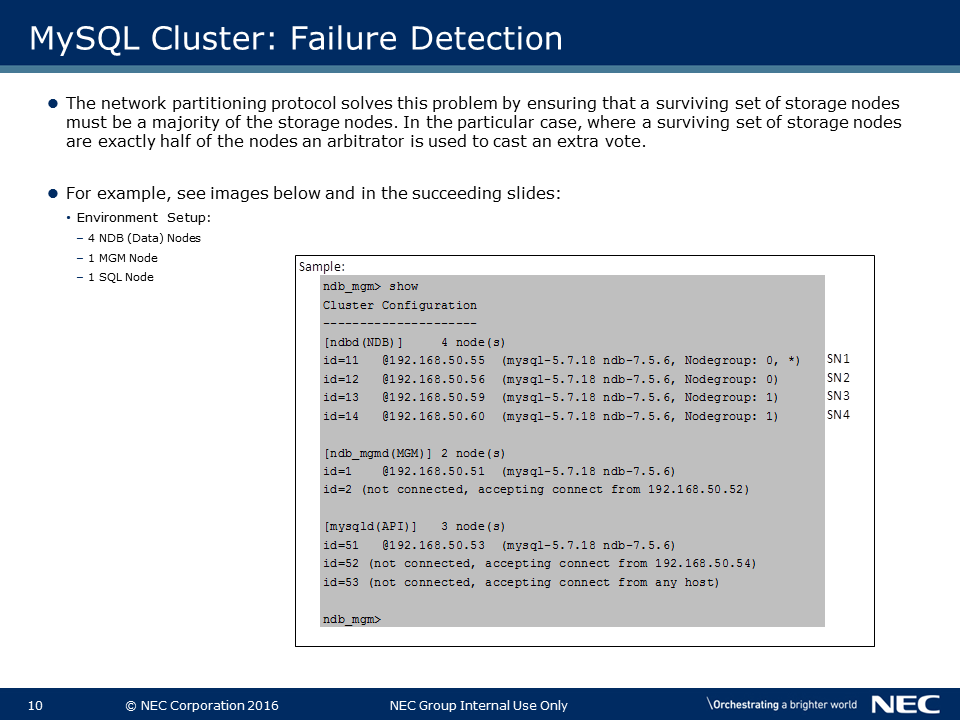 MySQL Cluster: Failure Detection
● The network partitioning protocol solves this problem by ensuring that a surviving set of storage nodes
must be a majority of the storage nodes. In the particular case, where a surviving set of storage nodes
are exactly half of the nodes an arbitrator is used to cast an extra vote.
● For example, see images below and in the succeeding slides:
• Environment Setup:
– 4 NDB (Data) Nodes
– 1 MGM Node
– 1 SQL Node
Sample:
ndb_mgm> show
Cluster Configuration
---------------------
[ndbd(NDB)]     4 node(s)
id=11   @192.168.50.55  (mysql-5.7.18 ndb-7.5.6, Nodegroup: 0, *) SN1
id=12   @192.168.50.56  (mysql-5.7.18 ndb-7.5.6, Nodegroup: 0) SN2
id=13   @192.168.50.59  (mysql-5.7.18 ndb-7.5.6, Nodegroup: 1) SN3
id=14   @192.168.50.60  (mysql-5.7.18 ndb-7.5.6, Nodegroup: 1) SN4
[ndb_mgmd(MGM)] 2 node(s)
id=1    @192.168.50.51  (mysql-5.7.18 ndb-7.5.6)
id=2 (not connected, accepting connect from 192.168.50.52)
[mysqld(API)]   3 node(s)
id=51   @192.168.50.53  (mysql-5.7.18 ndb-7.5.6)
id=52 (not connected, accepting connect from 192.168.50.54)
id=53 (not connected, accepting connect from any host)
ndb_mgm>
10 © NEC Corporation 2016 NEC Group Internal Use Only \Orchestrating a brighter world NEC